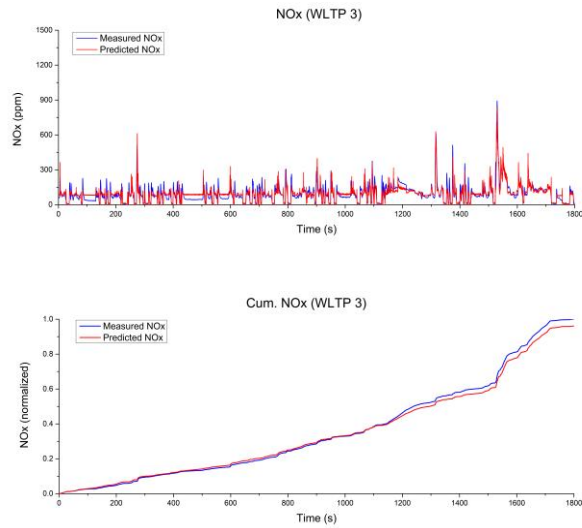 NOx (WLTP 3)
1500
1200
900
600
300
0
NOx (ppm)
Measured NOx
Predicted NOx
0 200 400 600 800 1000 1200 1400 1600 1800
Time (s)
Cum. NOx (WLTP 3)
1.0
0.8
0.6
0.4
0.2
0.0
NOx (normalized)
Measured NOx
Predicted NOx
0 200 400 600 800 1000 1200 1400 1600 1800
Time (s)